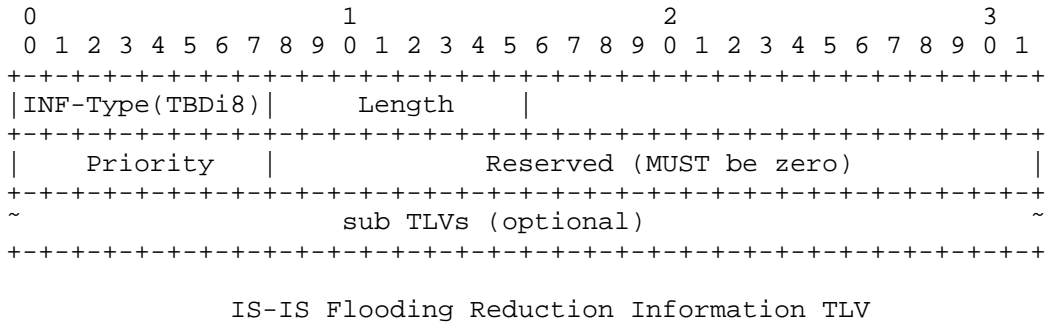 0                   1                   2                   3
 0 1 2 3 4 5 6 7 8 9 0 1 2 3 4 5 6 7 8 9 0 1 2 3 4 5 6 7 8 9 0 1
+-+-+-+-+-+-+-+-+-+-+-+-+-+-+-+-+-+-+-+-+-+-+-+-+-+-+-+-+-+-+-+-+
|INF-Type(TBDi8)|     Length    |
+-+-+-+-+-+-+-+-+-+-+-+-+-+-+-+-+-+-+-+-+-+-+-+-+-+-+-+-+-+-+-+-+
|    Priority   |             Reserved (MUST be zero)           |
+-+-+-+-+-+-+-+-+-+-+-+-+-+-+-+-+-+-+-+-+-+-+-+-+-+-+-+-+-+-+-+-+
~                    sub TLVs (optional)                        ~
+-+-+-+-+-+-+-+-+-+-+-+-+-+-+-+-+-+-+-+-+-+-+-+-+-+-+-+-+-+-+-+-+
IS-IS Flooding Reduction Information TLV